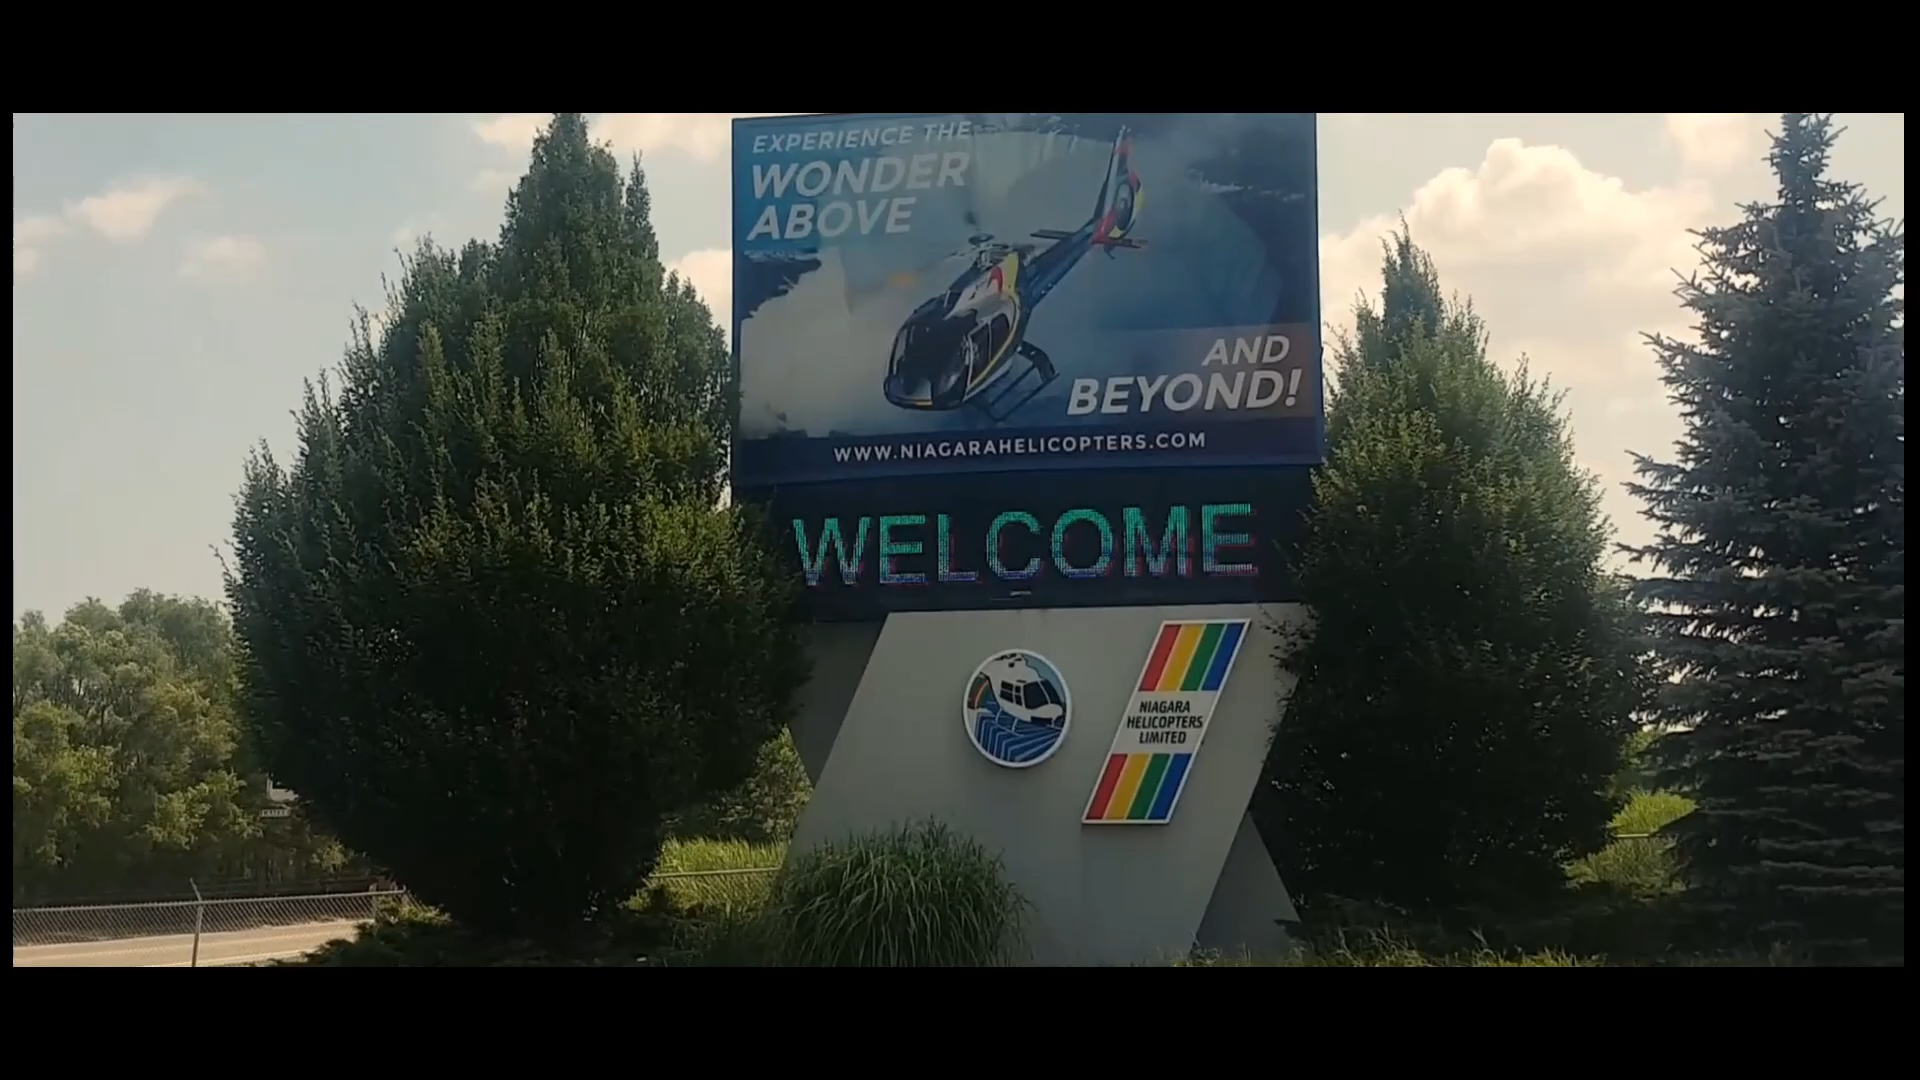 EXPERIENCE THE
WONDER
ABOVE
AND
BEYOND!
WWW.NIAGARAHELICOPTERS.COM
WELCOME
NIAGARA
HELICOPTERS
LIMITED